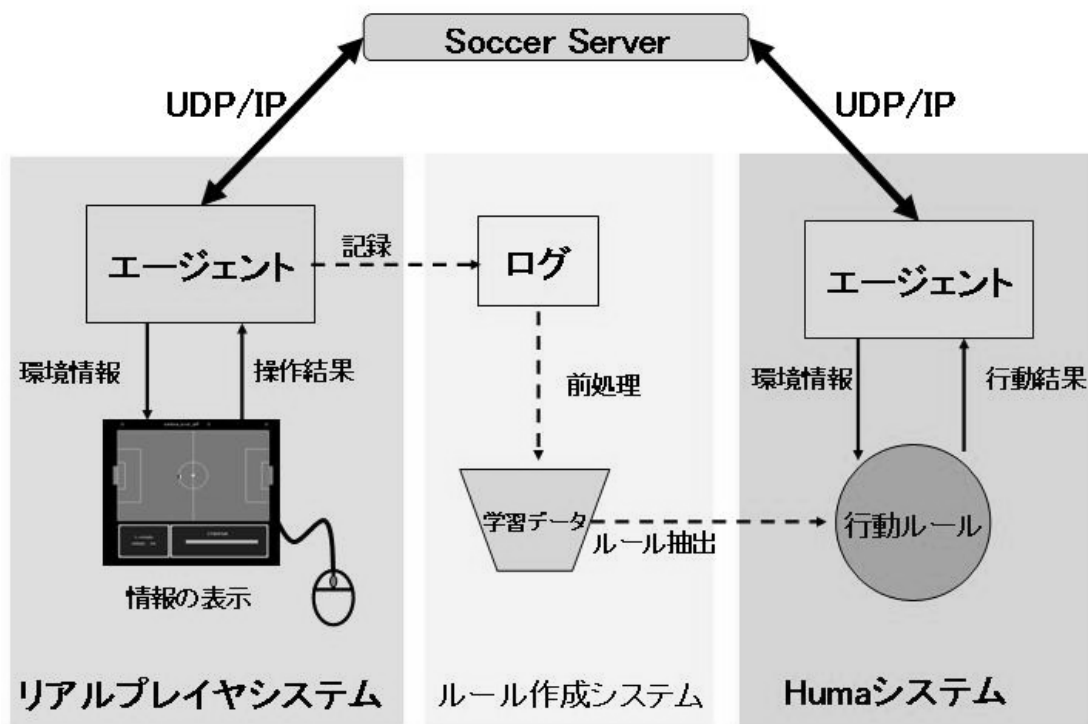 Soccer Server
UDP/IP
UDP/IP
エージェント
記録
ログ
エージェント
環境情報
操作結果
前処理
環境情報
行動結果
学習データ
ルール抽出
行動ルール
情報の表示
リアルプレイヤシステム
ルール作成システム
Humaシステム